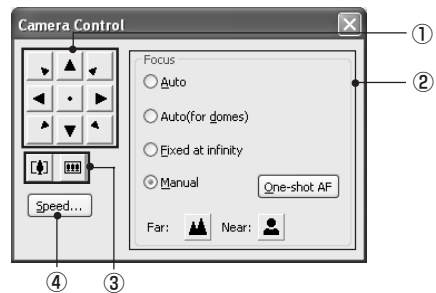 Camera Control
①
Focus
②
Auto
Auto(for domes)
Fixed at infinity
Manual
One-shot AF
Speed...
Far:
Near:
④
③